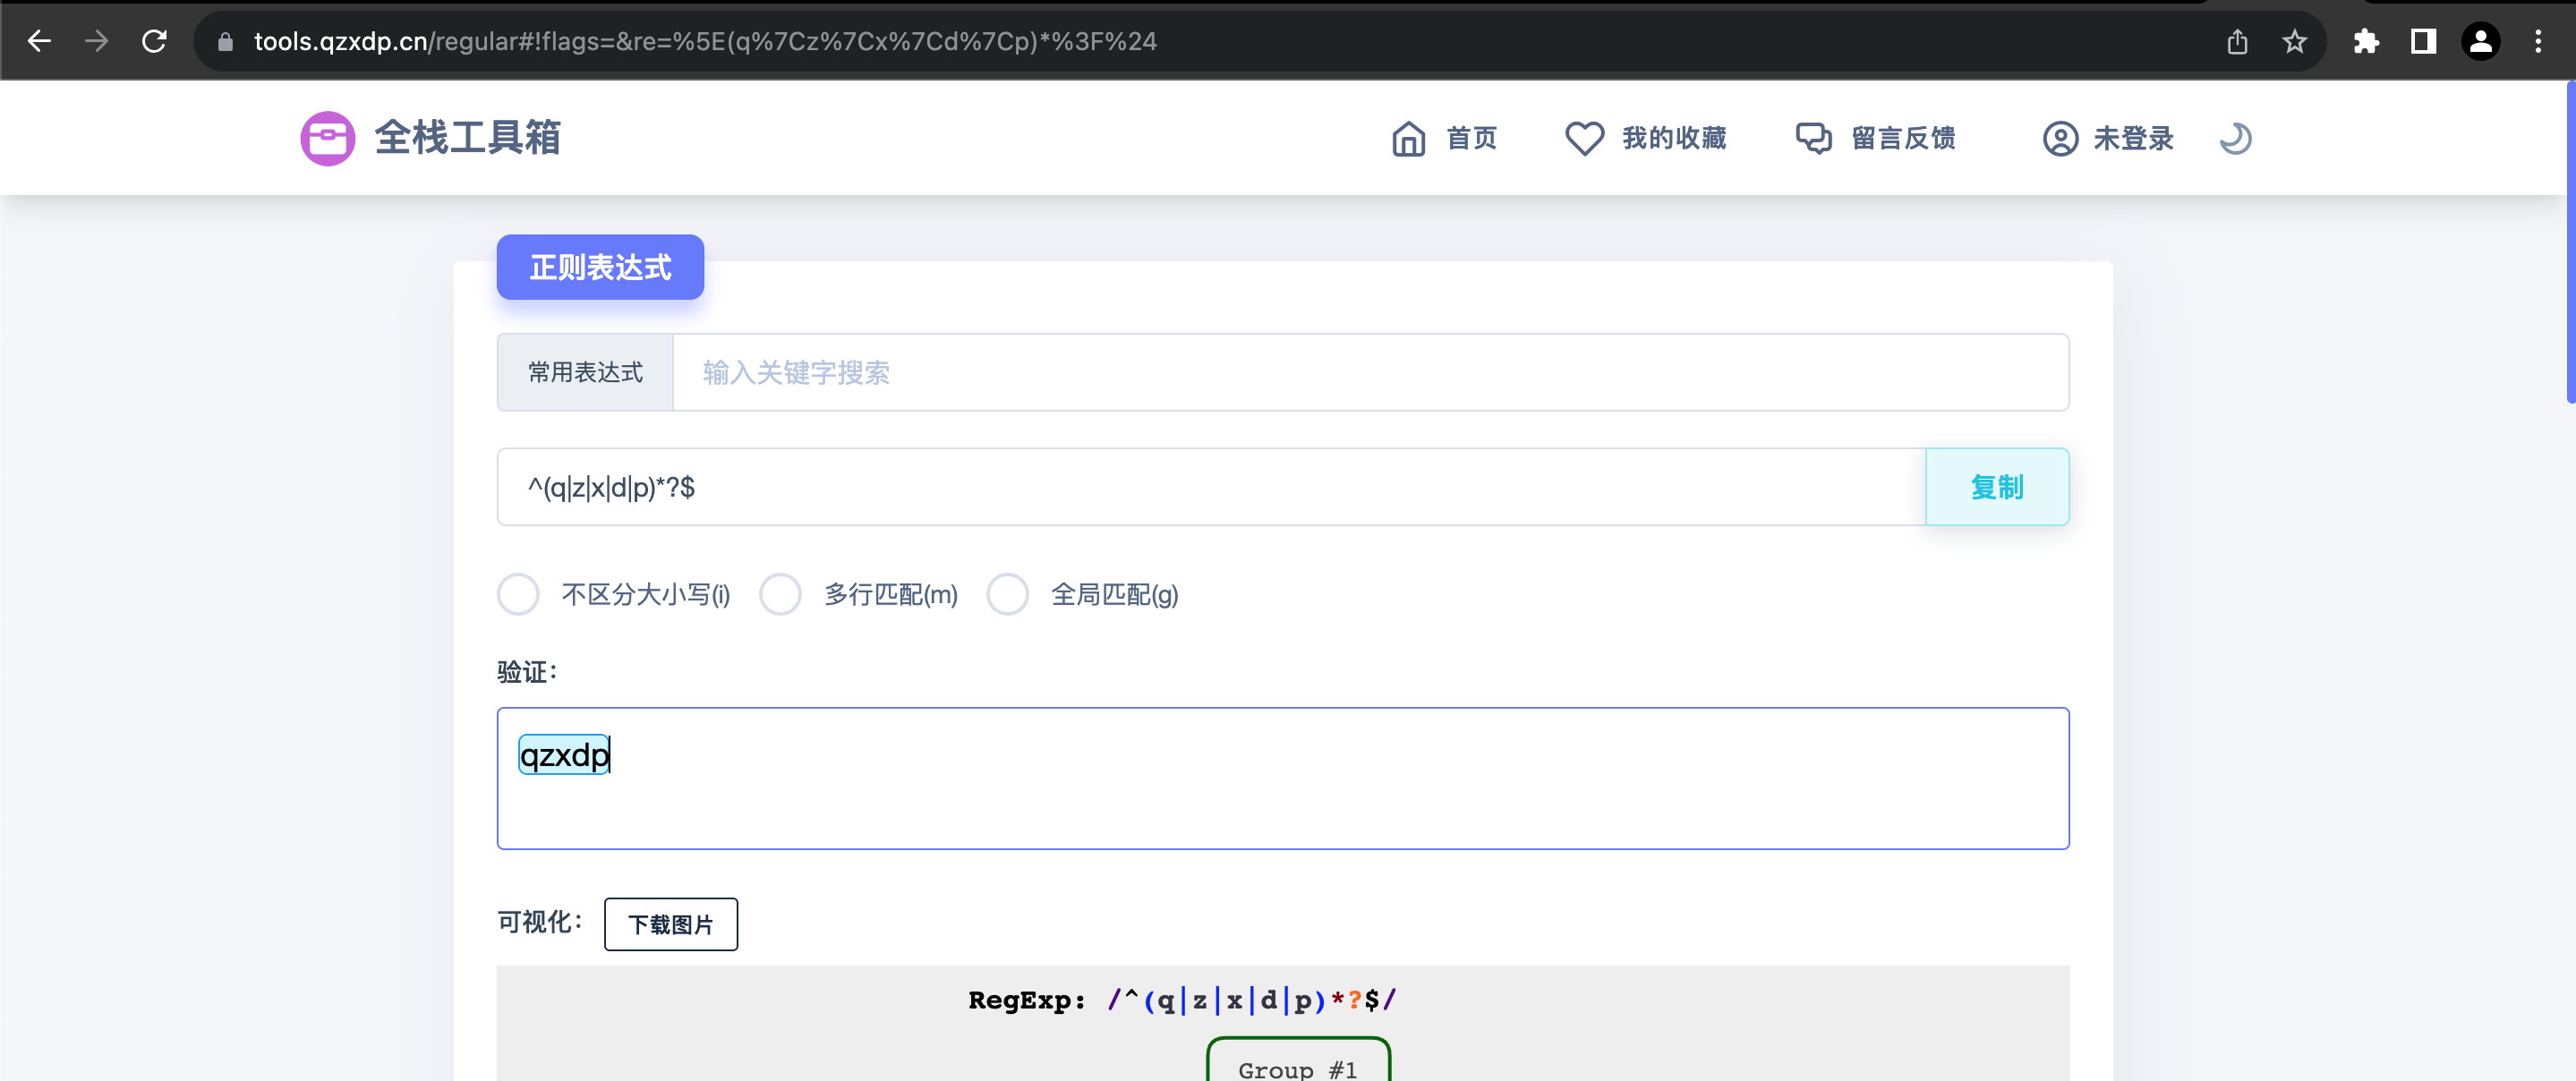 tools.qzxdp.cn/regular#!flags=&re=%5E(q%7Cz%7Cx%7Cd%7Cp)*%3F%24
全栈工具箱 首页 我的收藏 留言反馈 未登录
正则表达式
常用表达式 输入关键字搜索
^(q|z|x|d|p)*?$ 复制
不区分大小写(i) 多行匹配(m) 全局匹配(g)
验证：
qzxdp
可视化： 下载图片
RegExp: /^(q|z|x|d|p)*?$/
Group #1